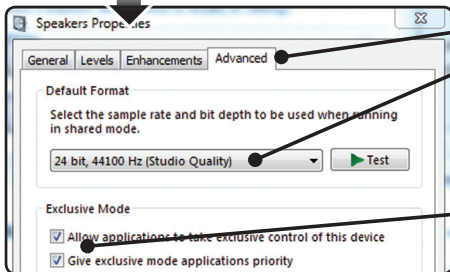 Speakers Properties
General Levels Enhancements Advanced
Default Format
Select the sample rate and bit depth to be used when running
in shared mode.
24 bit, 44100 Hz (Studio Quality) Test
Exclusive Mode
Allow applications to take exclusive control of this device
Give exclusive mode applications priority